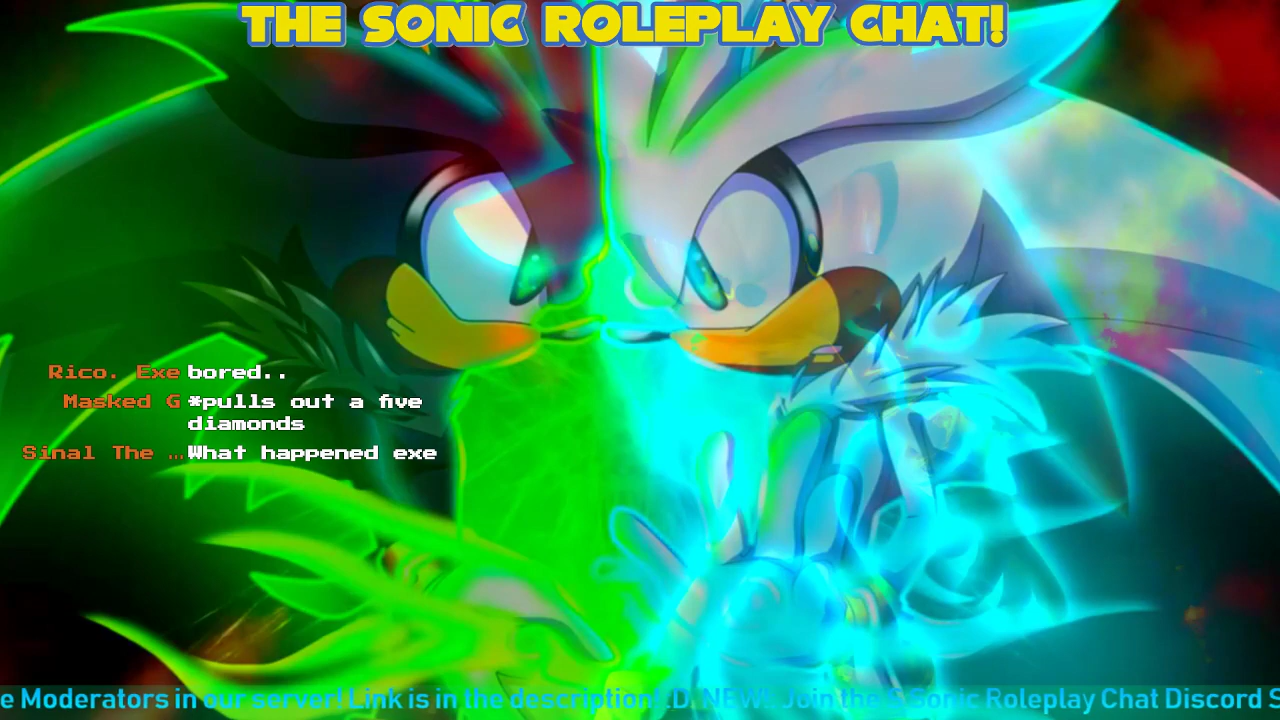 THE SONIC ROLEPLAY CHAT!
Rico. Exe bored..
Masked G *pulls out a five
diamonds
Sinal The ... What happened exe
e Moderators in our server! Link is in the description! :D. NEW!: Join the Sonic Roleplay Chat Discord S